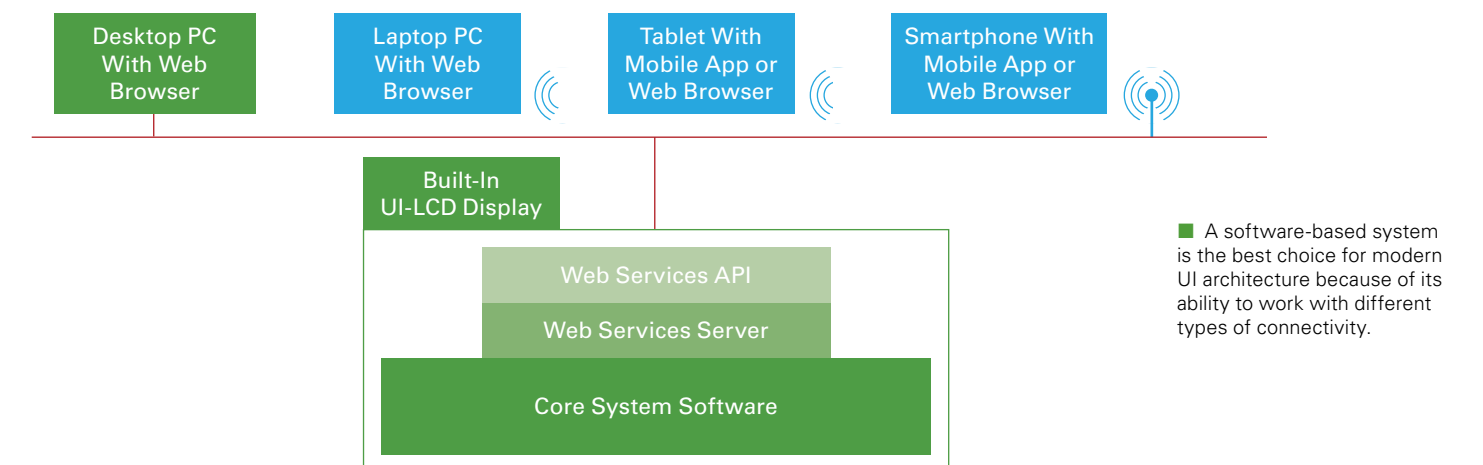 Desktop PC
With Web
Browser
Laptop PC
With Web
Browser
Tablet With
Mobile App or
Web Browser
Smartphone With
Mobile App or
Web Browser
Built-In
UI-LCD Display
Web Services API
Web Services Server
Core System Software
A software-based system
is the best choice for modern
UI architecture because of its
ability to work with different
types of connectivity.